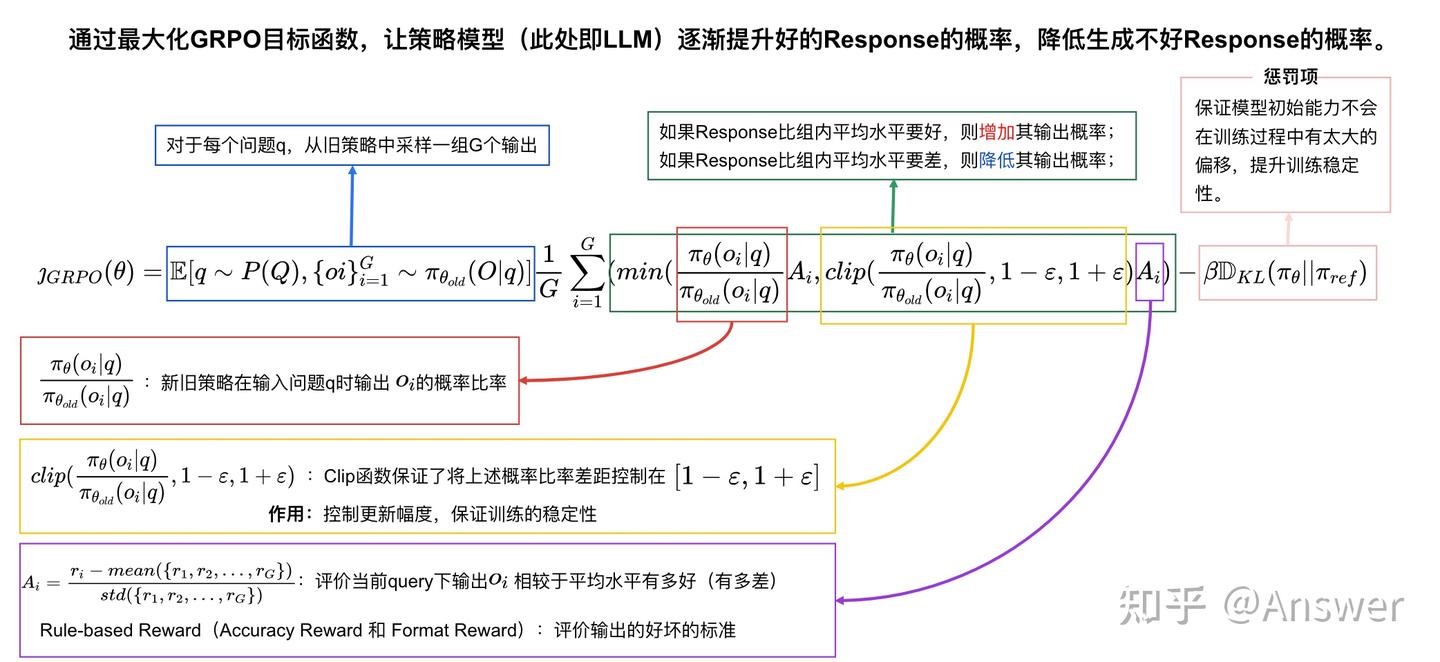 通过最大化GRPO目标函数，让策略模型（此处即LLM）逐渐提升好的Response的概率，降低生成不好Response的概率。
惩罚项
保证模型初始能力不会
在训练过程中有太大的
偏移，提升训练稳定
性。
对于每个问题q，从旧策略中采样一组G个输出
如果Response比组内平均水平要好，则增加其输出概率；
如果Response比组内平均水平要差，则降低其输出概率；
$\jmath_{GRPO}(\theta) = \mathbb{E}[q \sim P(Q), \{oi\}_{i=1}^{G} \sim \pi_{\theta_{old}}(O|q)] \frac{1}{G} \sum_{i=1}^{G} (min(\frac{\pi_\theta(o_i|q)}{\pi_{\theta_{old}}(o_i|q)} A_i, clip(\frac{\pi_\theta(o_i|q)}{\pi_{\theta_{old}}(o_i|q)}, 1-\varepsilon, 1+\varepsilon) A_i) - \beta \mathbb{D}_{KL}(\pi_\theta || \pi_{ref})$
$\frac{\pi_\theta(o_i|q)}{\pi_{\theta_{old}}(o_i|q)}$ ：新旧策略在输入问题q时输出 $o_i$的概率比率
$clip(\frac{\pi_\theta(o_i|q)}{\pi_{\theta_{old}}(o_i|q)}, 1-\varepsilon, 1+\varepsilon)$ ：Clip函数保证了将上述概率比率差距控制在 $[1-\varepsilon, 1+\varepsilon]$
作用：控制更新幅度，保证训练的稳定性
$A_i = \frac{r_i - mean(\{r_1, r_2, \ldots, r_G\})}{std(\{r_1, r_2, \ldots, r_G\})}$：评价当前query下输出$o_i$ 相较于平均水平有多好（有多差）
Rule-based Reward（Accuracy Reward 和 Format Reward）：评价输出的好坏的标准
知乎 @Answer